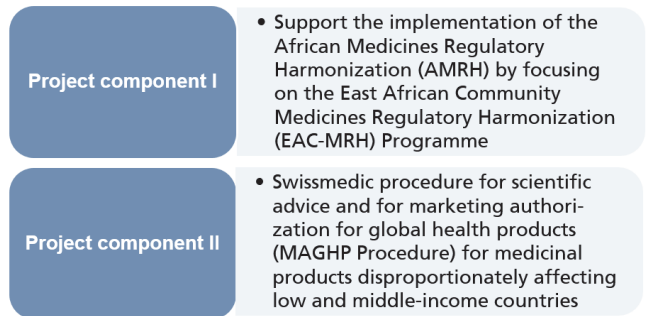 Project component I
• Support the implementation of the
African Medicines Regulatory
Harmonization (AMRH) by focusing
on the East African Community
Medicines Regulatory Harmonization
(EAC-MRH) Programme
Project component II
• Swissmedic procedure for scientific
advice and for marketing authori-
zation for global health products
(MAGHP Procedure) for medicinal
products disproportionately affecting
low and middle-income countries